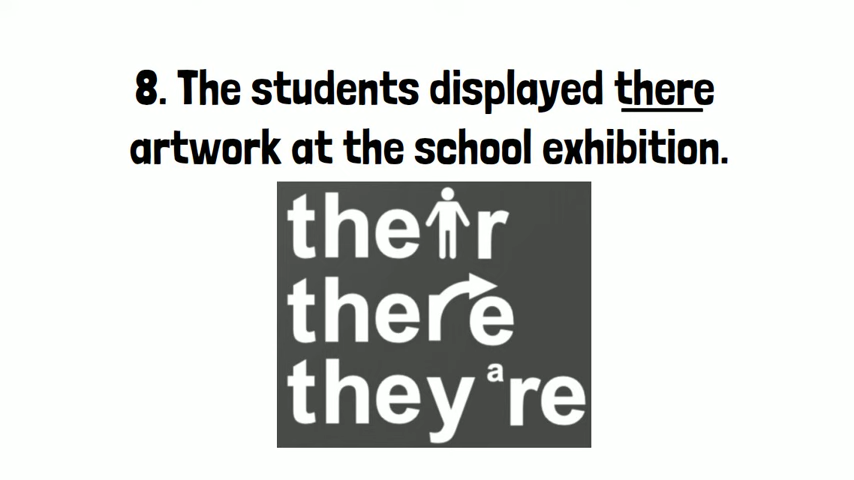 8. The students displayed there
artwork at the school exhibition.
their
there
they are